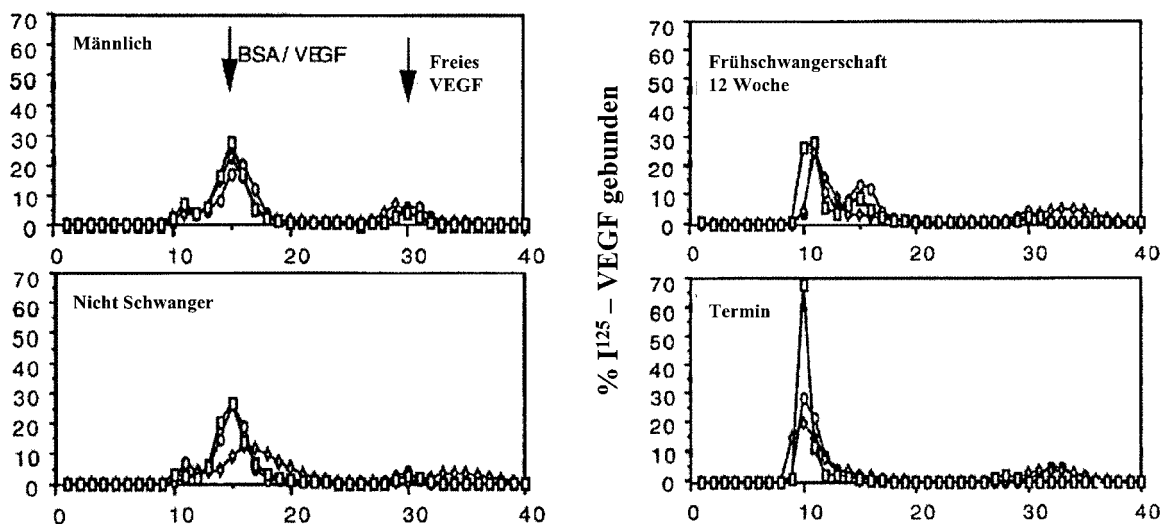 70
60
50
40
30
20
10
0
Männlich
BSA / VEGF
Freies
VEGF
0 10 20 30 40
70
60
50
40
30
20
10
0
Nicht Schwanger
0 10 20 30 40
% I¹²⁵ – VEGF gebunden
70
60
50
40
30
20
10
0
Frühschwangerschaft
12 Woche
0 10 20 30 40
70
60
50
40
30
20
10
0
Termin
0 10 20 30 40